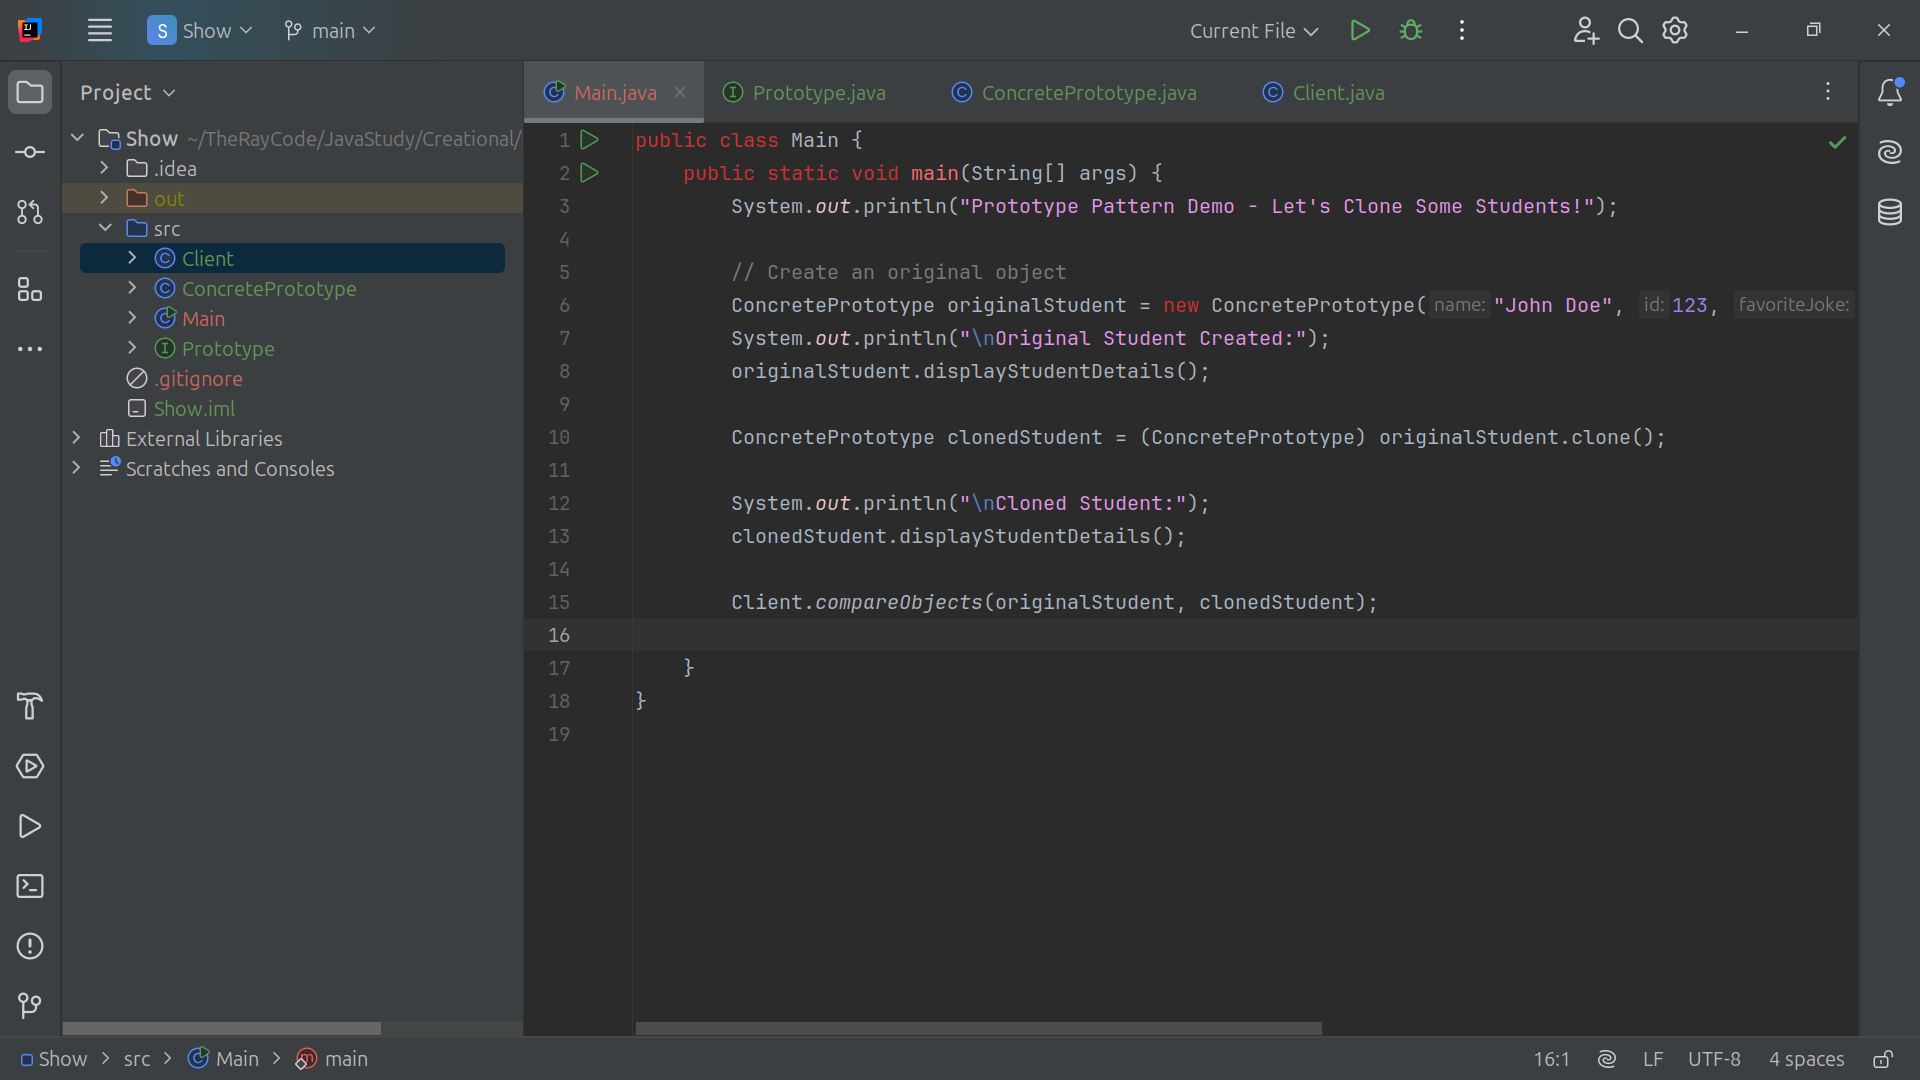 S Show main Current File
Project
Show ~/TheRayCode/JavaStudy/Creational/
.idea
out
src
Client
ConcretePrototype
Main
Prototype
.gitignore
Show.iml
External Libraries
Scratches and Consoles
Main.java Prototype.java ConcretePrototype.java Client.java
1 public class Main {
2 public static void main(String[] args) {
3 System.out.println("Prototype Pattern Demo - Let's Clone Some Students!");
4
5 // Create an original object
6 ConcretePrototype originalStudent = new ConcretePrototype( name: "John Doe", id: 123, favoriteJoke:
7 System.out.println("\nOriginal Student Created:");
8 originalStudent.displayStudentDetails();
9
10 ConcretePrototype clonedStudent = (ConcretePrototype) originalStudent.clone();
11
12 System.out.println("\nCloned Student:");
13 clonedStudent.displayStudentDetails();
14
15 Client.compareObjects(originalStudent, clonedStudent);
16
17 }
18 }
19
Show > src > Main > main 16:1 LF UTF-8 4 spaces